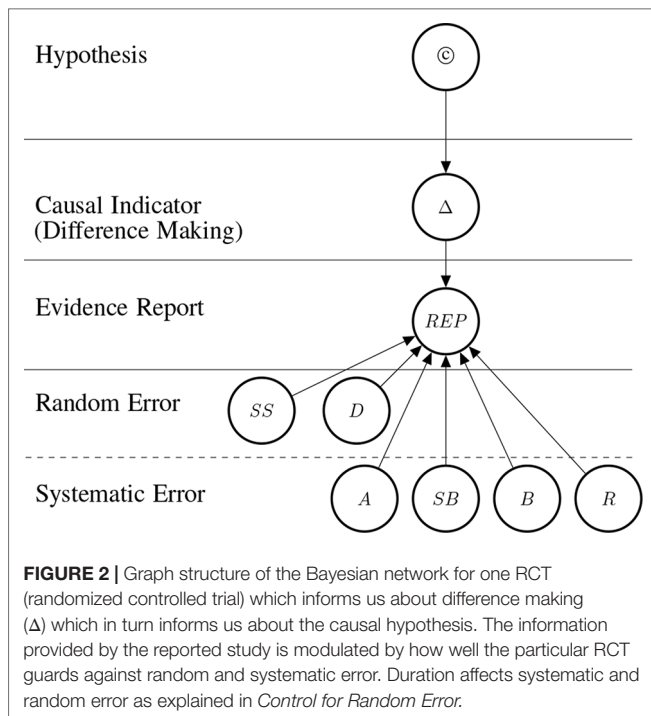 Hypothesis
©
Causal Indicator
(Difference Making)
Δ
Evidence Report
REP
Random Error
SS D
Systematic Error
A SB B R
FIGURE 2 | Graph structure of the Bayesian network for one RCT
(randomized controlled trial) which informs us about difference making
(Δ) which in turn informs us about the causal hypothesis. The information
provided by the reported study is modulated by how well the particular RCT
guards against random and systematic error. Duration affects systematic and
random error as explained in Control for Random Error.